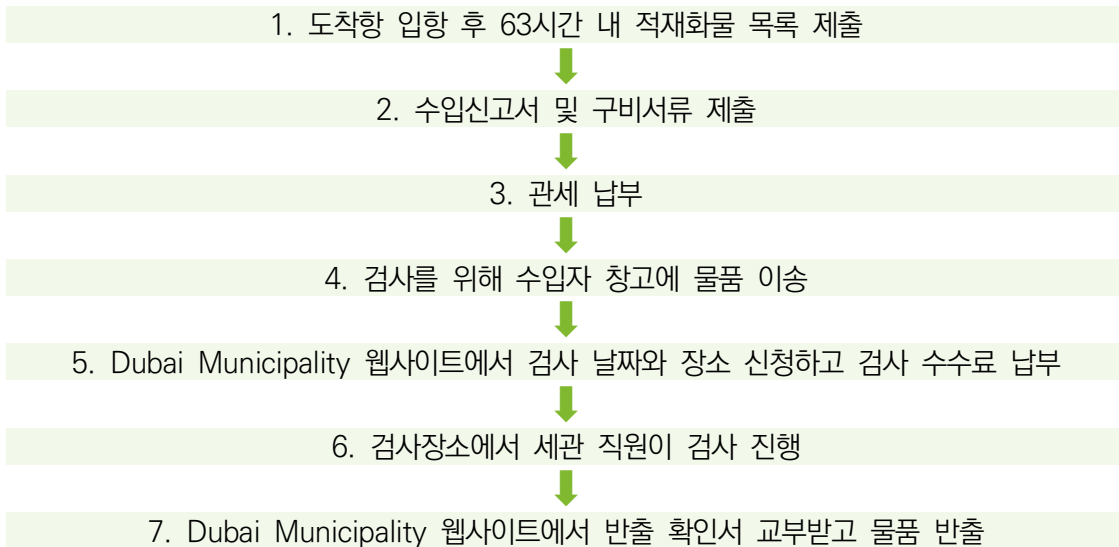 1. 도착항 입항 후 63시간 내 적재화물 목록 제출
2. 수입신고서 및 구비서류 제출
3. 관세 납부
4. 검사를 위해 수입자 창고에 물품 이송
5. Dubai Municipality 웹사이트에서 검사 날짜와 장소 신청하고 검사 수수료 납부
6. 검사장소에서 세관 직원이 검사 진행
7. Dubai Municipality 웹사이트에서 반출 확인서 교부받고 물품 반출